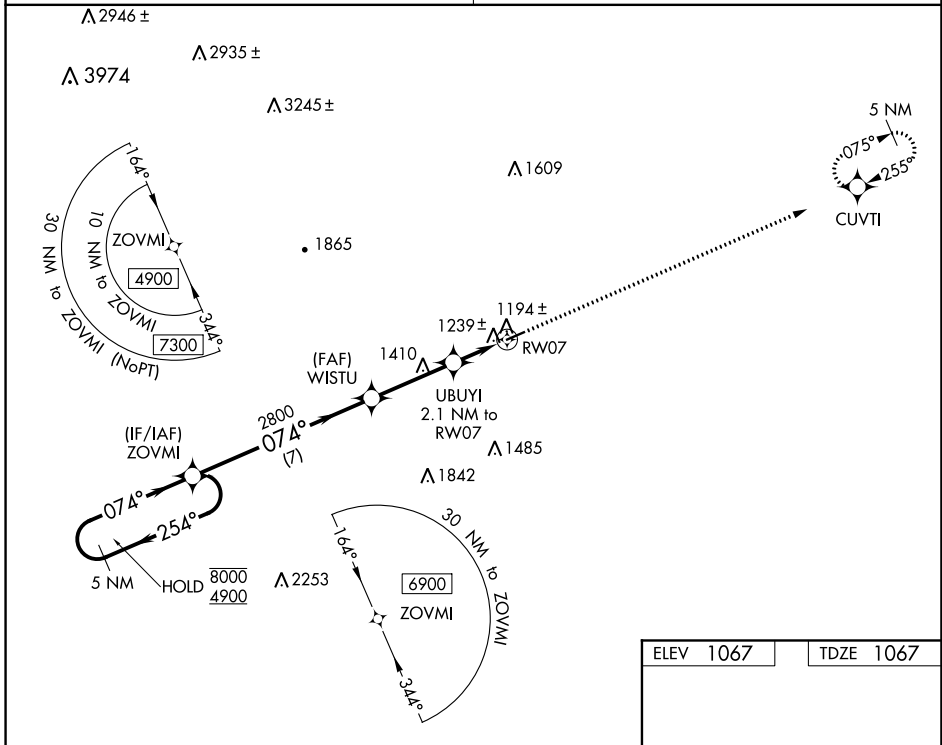 2946 ±
2935 ±
3974
3245 ±
5 NM
075°
255°
CUVTI
1609
164°
30 NM to ZOVMI (NoPT)
10 NM to ZOVMI
ZOVMI
4900
7300
344°
1865
1194 ±
1239 ±
RW07
1410
(FAF)
WISTU
UBUYI
2.1 NM to
RW07
2800
074°
(7)
(IF/IAF)
ZOVMI
1485
1842
074°
254°
5 NM
HOLD 8000
4900
2253
164°
30 NM to ZOVMI
6900
ZOVMI
344°
ELEV 1067
TDZE 1067